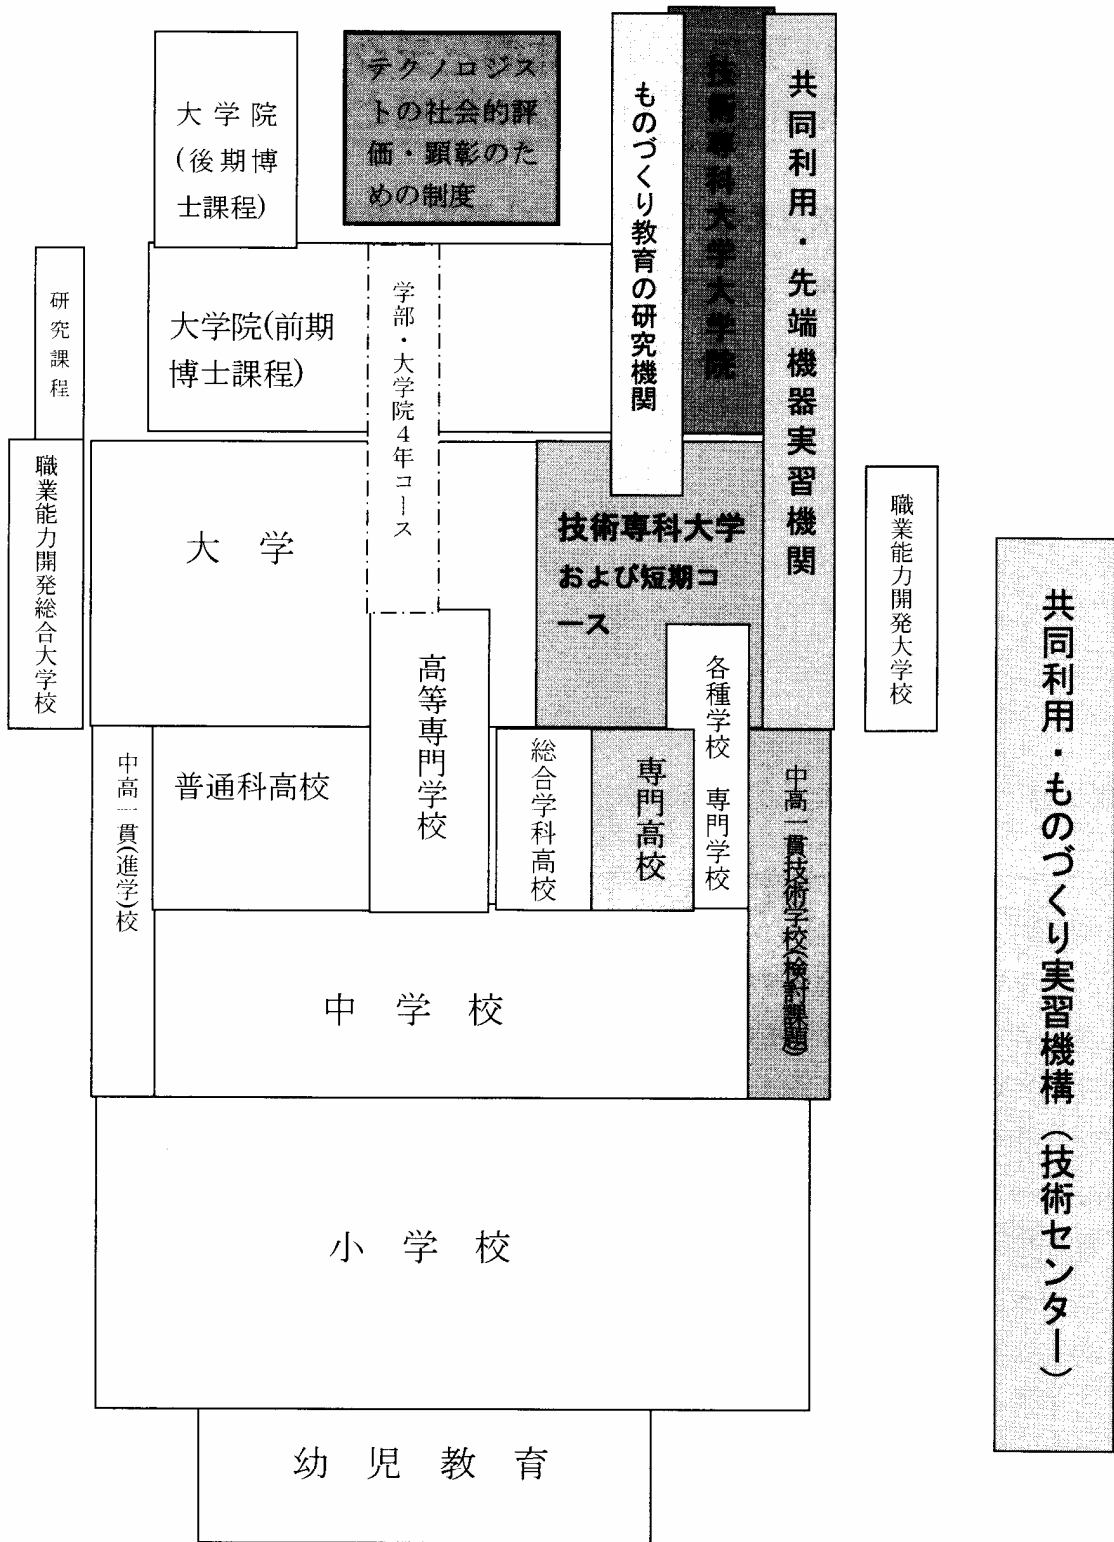 大学院
(後期博
士課程)
テクノロジス
トの社会的評
価・顕彰のた
めの制度
ものづくり教育の研究機関
技術専科大学大学院
共同利用・先端機器実習機関
研究課程
大学院(前期
博士課程)
学部・大学院4年コース
職業能力開発総合大学校
大学
技術専科大学
および短期コ
ース
職業能力開発大学校
共同利用・ものづくり実習機構(技術センター)
中高一貫(進学)校
普通科高校
高等専門学校
総合学科高校
専門高校
各種学校 専門学校
中高一貫技術学校(検討課題)
中学校
小学校
幼児教育